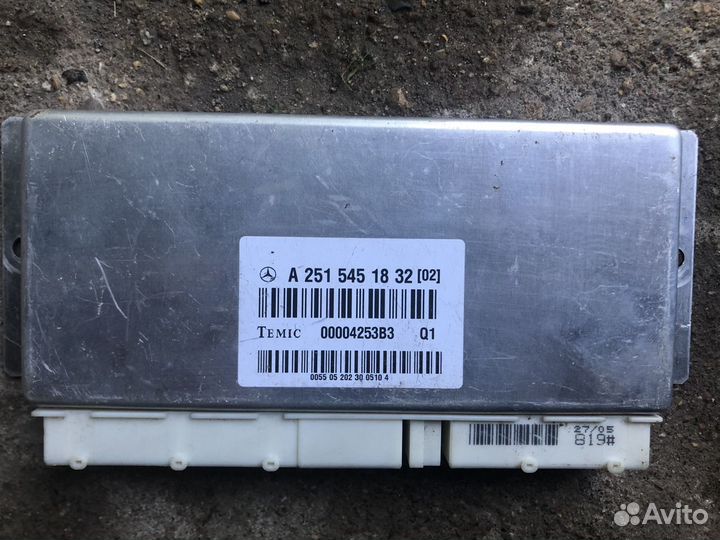 A 251 545 18 32 [02]
TEMIC 00004253B3 Q1
0055 05 202 30 0510 4
27/05
819#
Avito